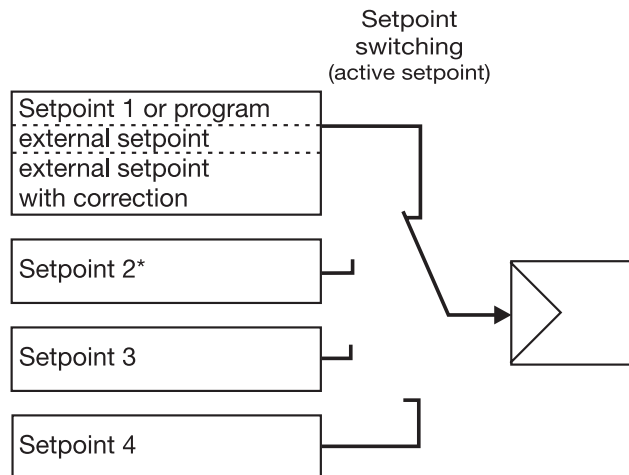 Setpoint
switching
(active setpoint)
Setpoint 1 or program
external setpoint
external setpoint
with correction
Setpoint 2*
Setpoint 3
Setpoint 4